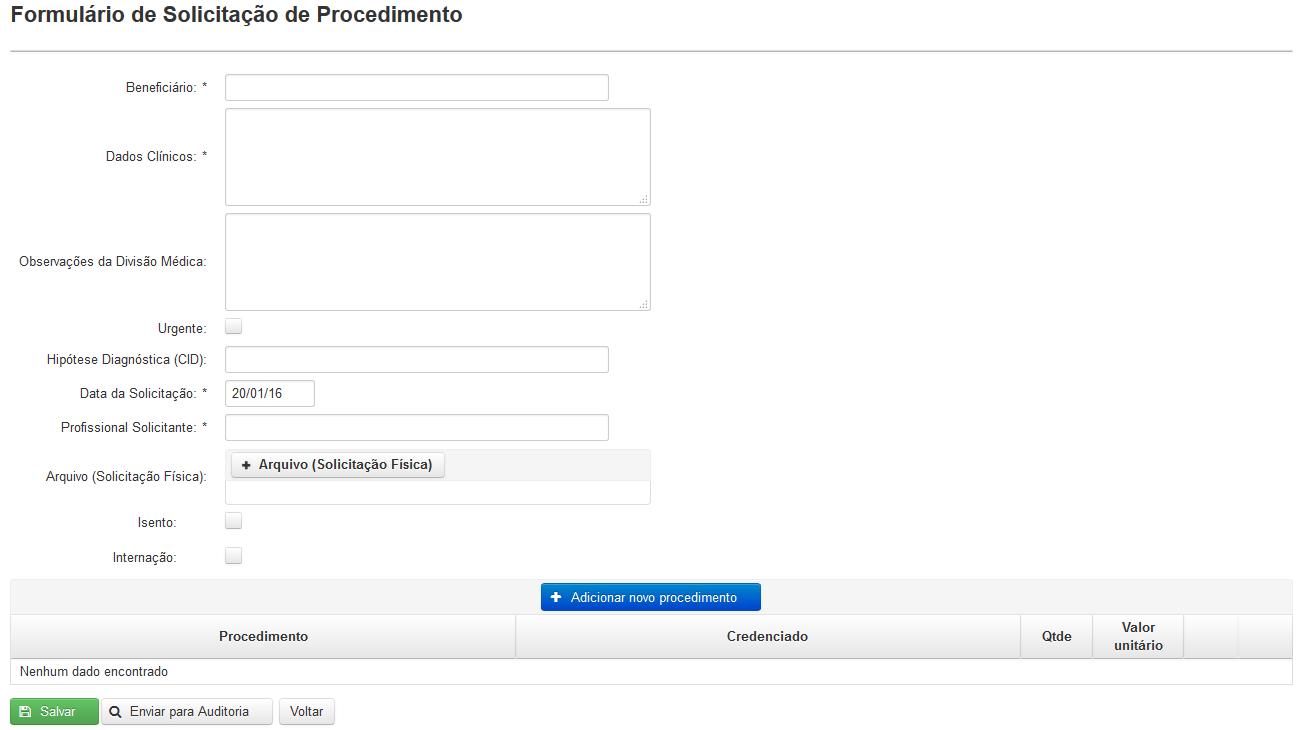 Formulário de Solicitação de Procedimento
Beneficiário: *
Dados Clínicos: *
Observações da Divisão Médica:
Urgente:
Hipótese Diagnóstica (CID):
Data da Solicitação: * 20/01/16
Profissional Solicitante: *
Arquivo (Solicitação Física): + Arquivo (Solicitação Física)
Isento:
Internação:
+ Adicionar novo procedimento
Procedimento Credenciado Qtde Valor unitário
Nenhum dado encontrado
Salvar Enviar para Auditoria Voltar